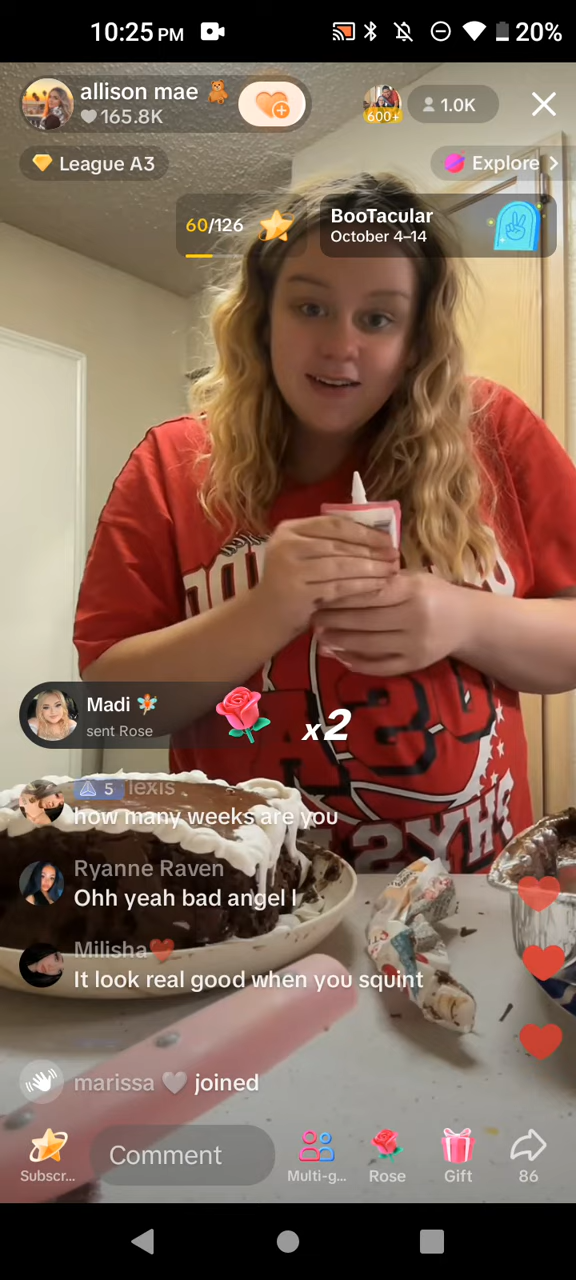 10:25 PM
20%
allison mae
165.8K
600+
1.0K
League A3
Explore
60/126
BooTacular
October 4–14
Madi
sent Rose
x2
5 lexis
how many weeks are you
Ryanne Raven
Ohh yeah bad angel I
Milisha
It look real good when you squint
marissa 🤍 joined
Subscr...
Comment
Multi-g...
Rose
Gift
86